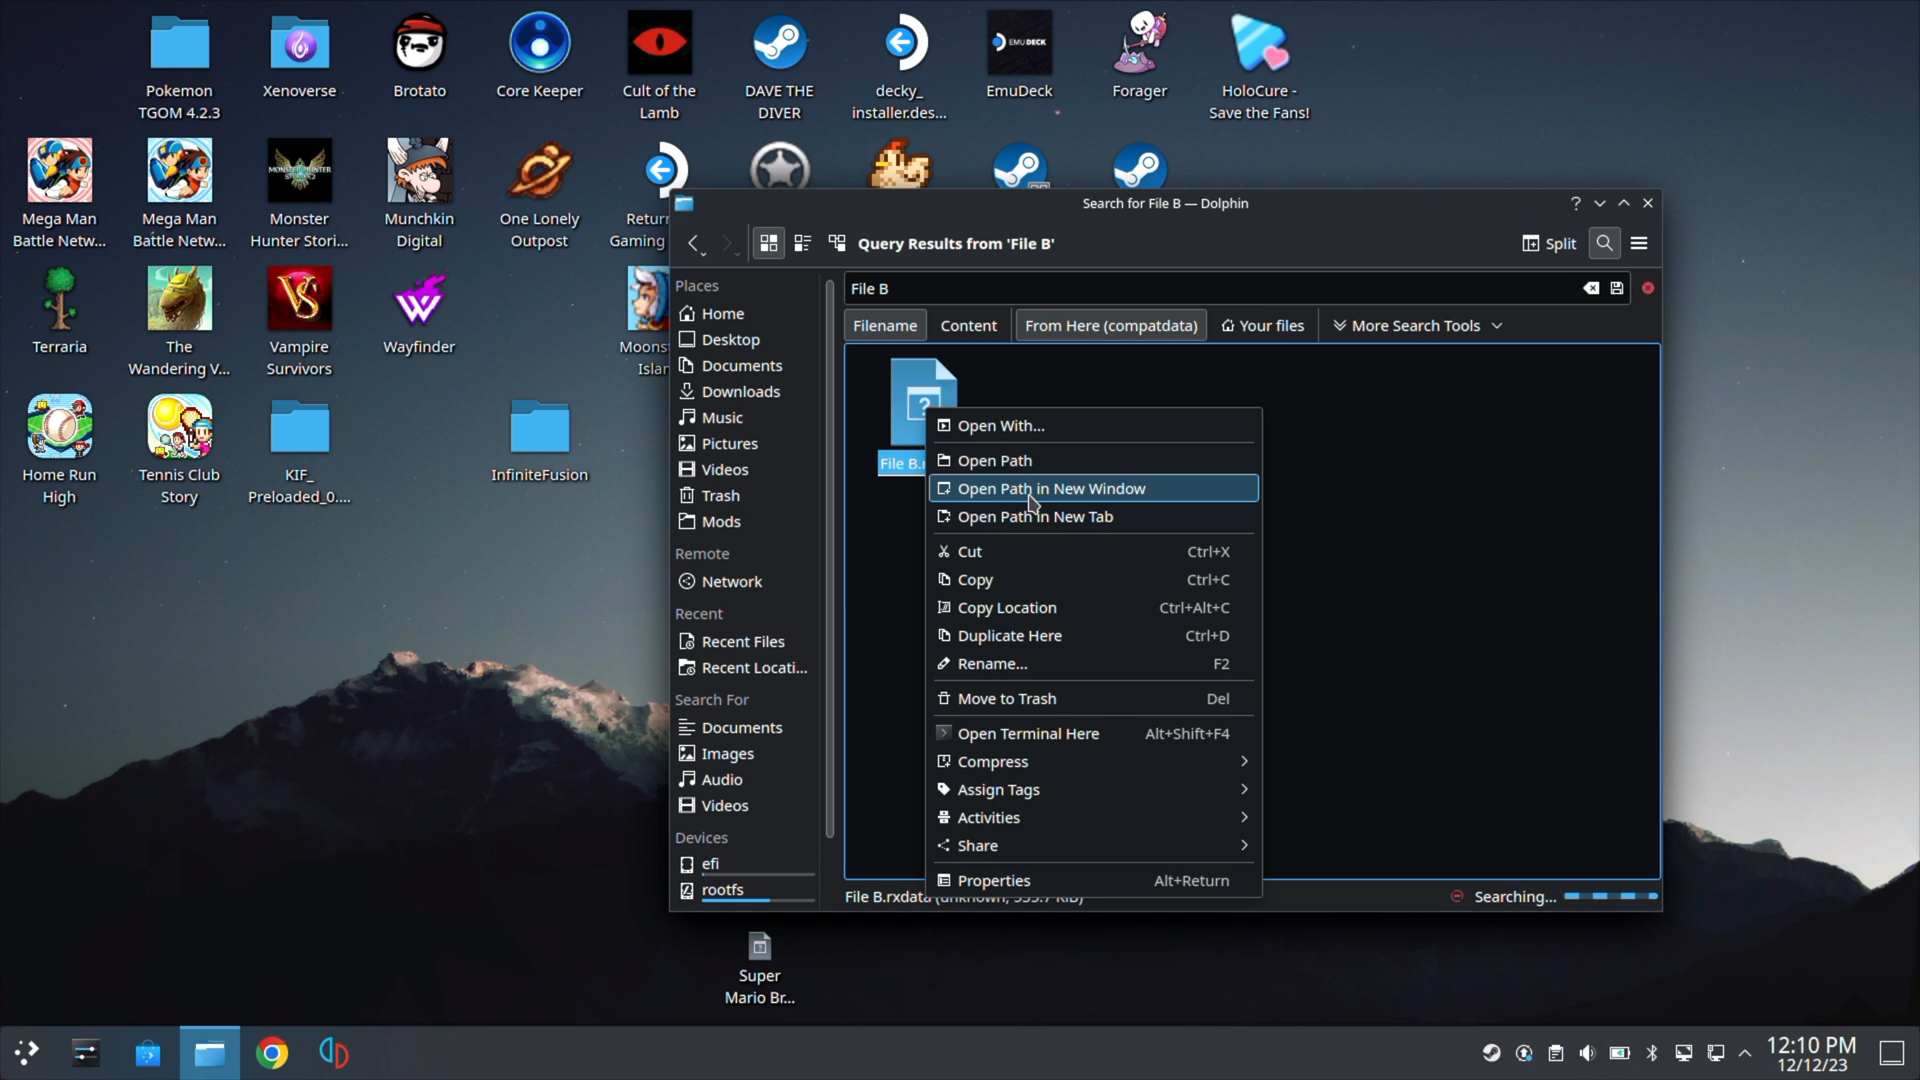 Pokemon
TGOM 4.2.3
Xenoverse
Brotato
Core Keeper
Cult of the
Lamb
DAVE THE
DIVER
decky_
installer.des...
EMUDECK
EmuDeck
Forager
HoloCure -
Save the Fans!
Mega Man
Battle Netw...
Mega Man
Battle Netw...
MONSTER HUNTER
Monster
Hunter Stori...
Munchkin
Digital
One Lonely
Outpost
Return
Gaming
Terraria
The
Wandering V...
VS
Vampire
Survivors
Wayfinder
Home Run
High
Tennis Club
Story
KIF_
Preloaded_0....
InfiniteFusion
Super
Mario Br...
Search for File B — Dolphin
Query Results from 'File B'
Split
File B
Filename
Content
From Here (compatdata)
Your files
More Search Tools
Places
Home
Desktop
Documents
Downloads
Music
Pictures
Videos
Trash
Mods
Remote
Network
Recent
Recent Files
Recent Locati...
Search For
Documents
Images
Audio
Videos
Devices
efi
rootfs
File B.
Open With...
Open Path
Open Path in New Window
Open Path in New Tab
Cut Ctrl+X
Copy Ctrl+C
Copy Location Ctrl+Alt+C
Duplicate Here Ctrl+D
Rename... F2
Move to Trash Del
Open Terminal Here Alt+Shift+F4
Compress
Assign Tags
Activities
Share
Properties Alt+Return
File B.rxdata
Searching...
12:10 PM
12/12/23